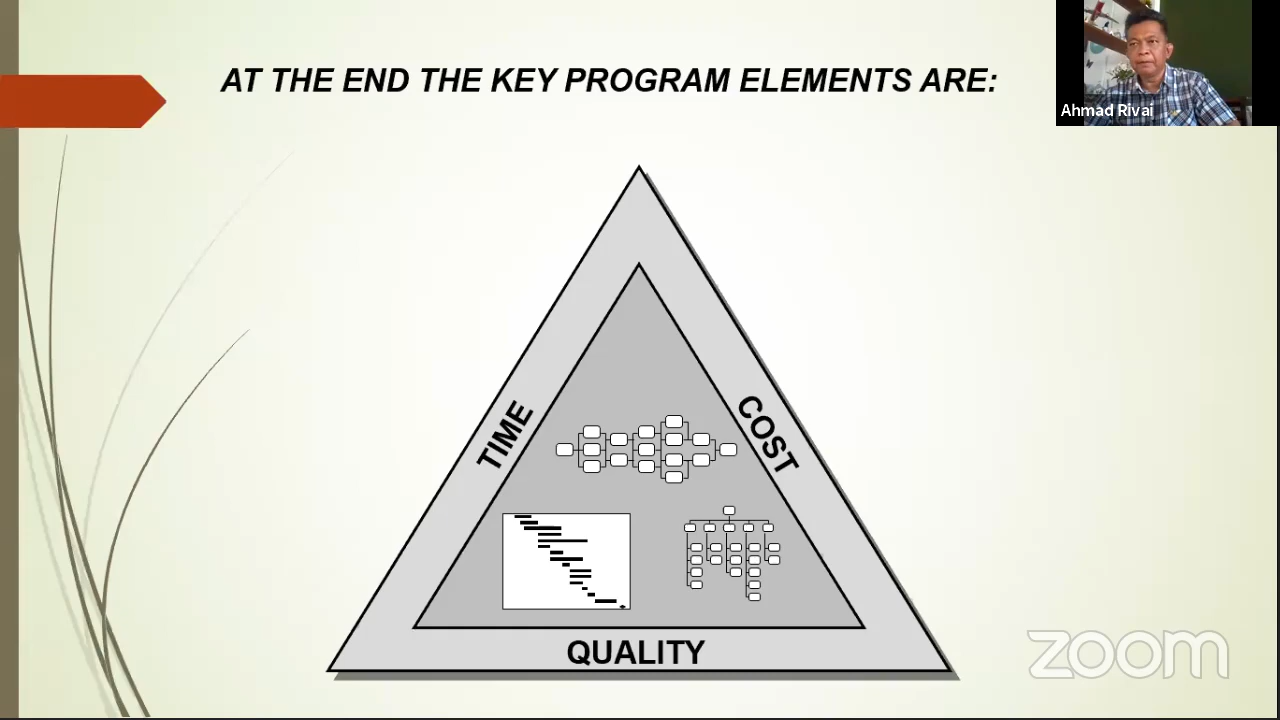 AT THE END THE KEY PROGRAM ELEMENTS ARE:
Ahmad Rivai
TIME
COST
QUALITY
zoom